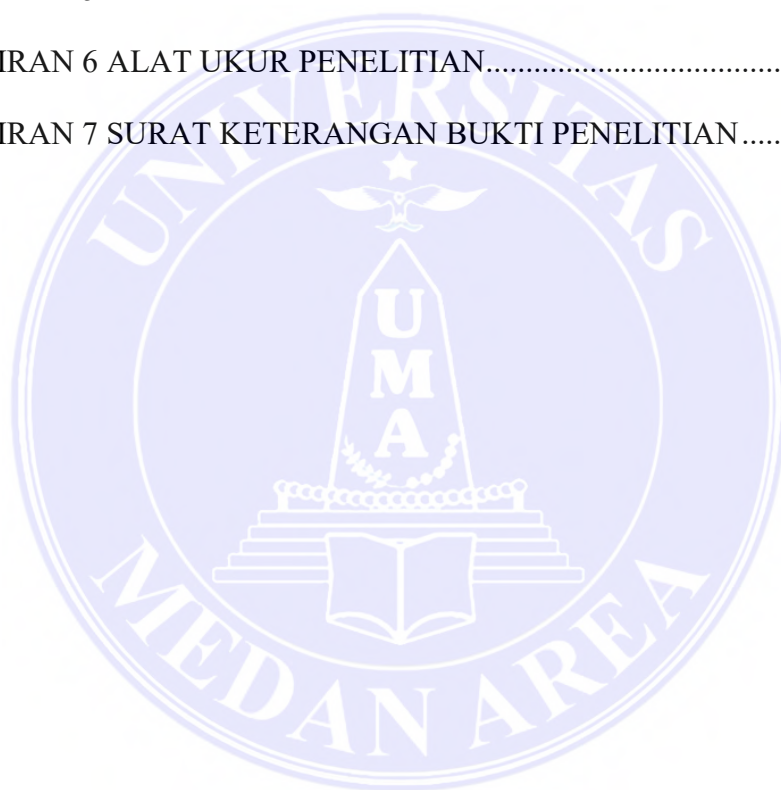 IRAN 6 ALAT UKUR PENELITIAN.....................................
IRAN 7 SURAT KETERANGAN BUKTI PENELITIAN.....
UNIVERSITAS
UMA
MEDAN AREA